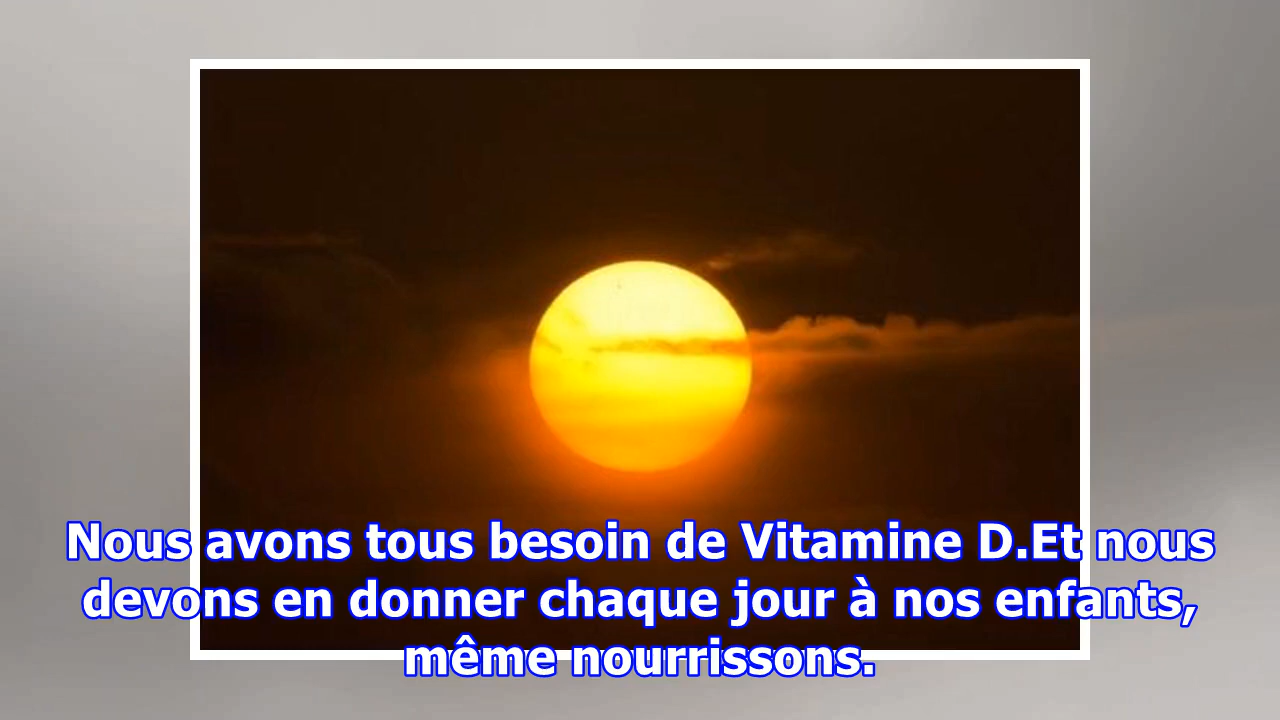 Nous avons tous besoin de Vitamine D.Et nous
devons en donner chaque jour à nos enfants,
même nourrissons.